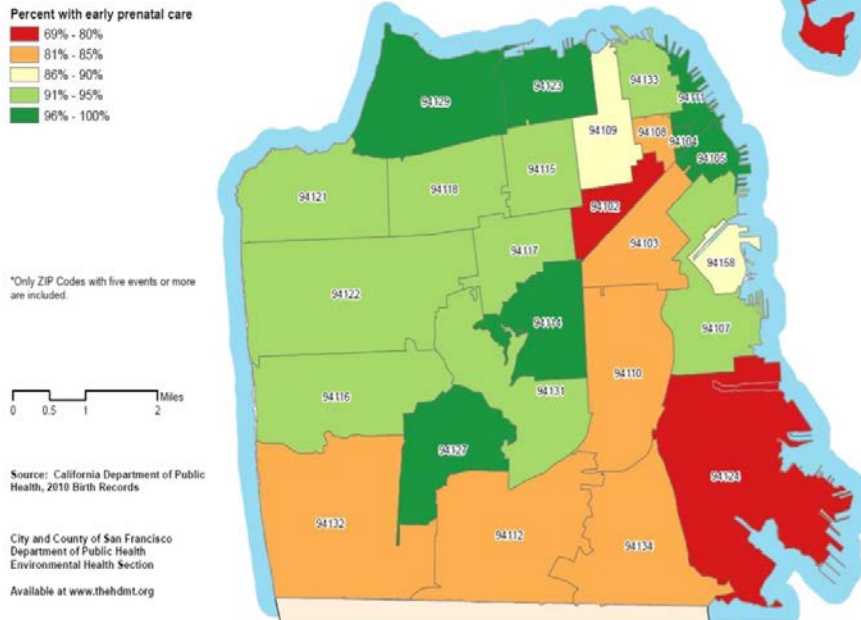 Percent with early prenatal care
69% - 80%
81% - 85%
86% - 90%
91% - 95%
96% - 100%
94129
94123
94133
94111
94109
94108
94104
94105
94115
94118
94121
94102
94103
94117
94158
94122
*Only ZIP Codes with five events or more
are included.
94114
94107
94110
94116
94131
0 0.5 1 2 Miles
94127
94124
Source: California Department of Public
Health, 2010 Birth Records
94132
94112
94134
City and County of San Francisco
Department of Public Health
Environmental Health Section
Available at www.thehdmt.org